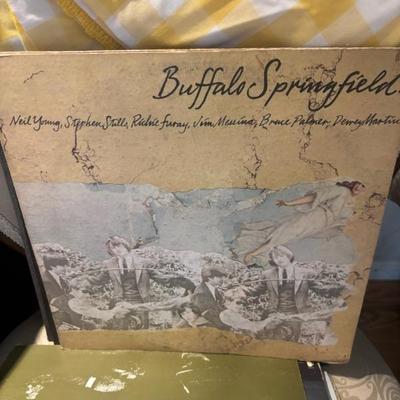 Buffalo Springfield.
Neil Young, Stephen Stills, Richie Furay, Jim Messina, Bruce Palmer, Dewey Martin